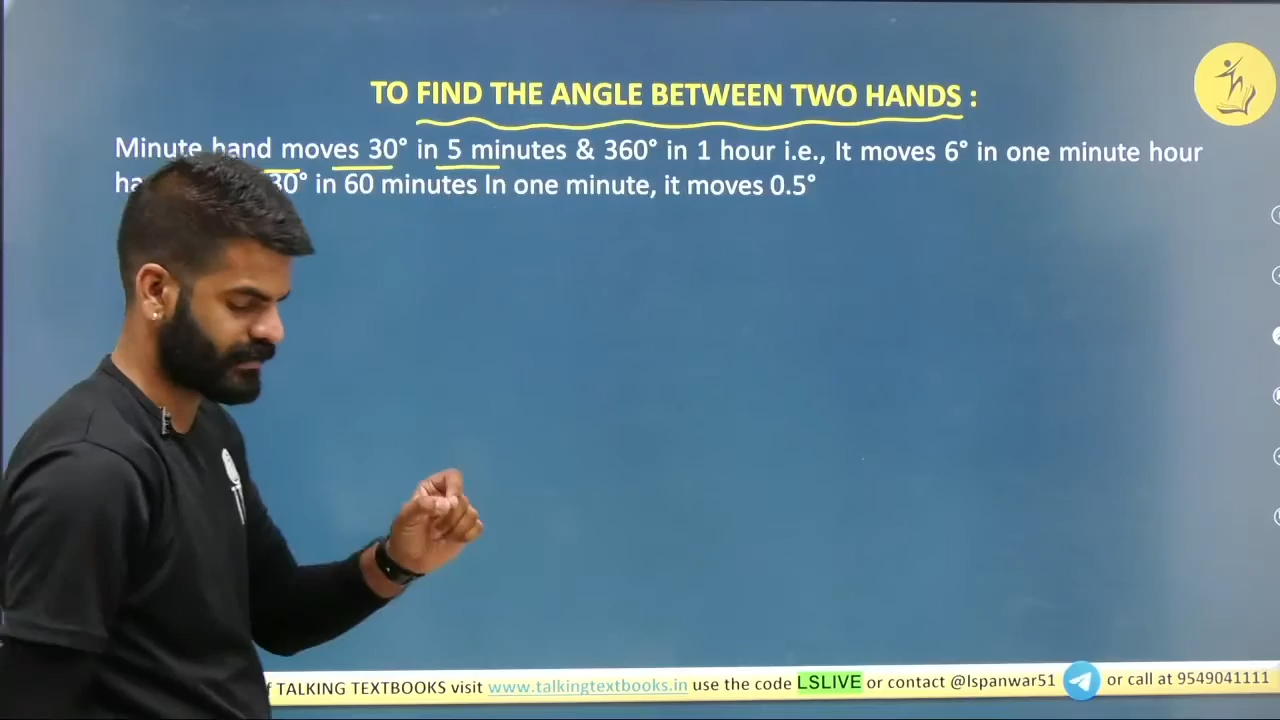 TO FIND THE ANGLE BETWEEN TWO HANDS :
Minute hand moves 30° in 5 minutes & 360° in 1 hour i.e., It moves 6° in one minute hour
30° in 60 minutes In one minute, it moves 0.5°
TALKING TEXTBOOKS visit www.talkingtextbooks.in use the code LSLIVE or contact @lspanwar51 or call at 9549041111